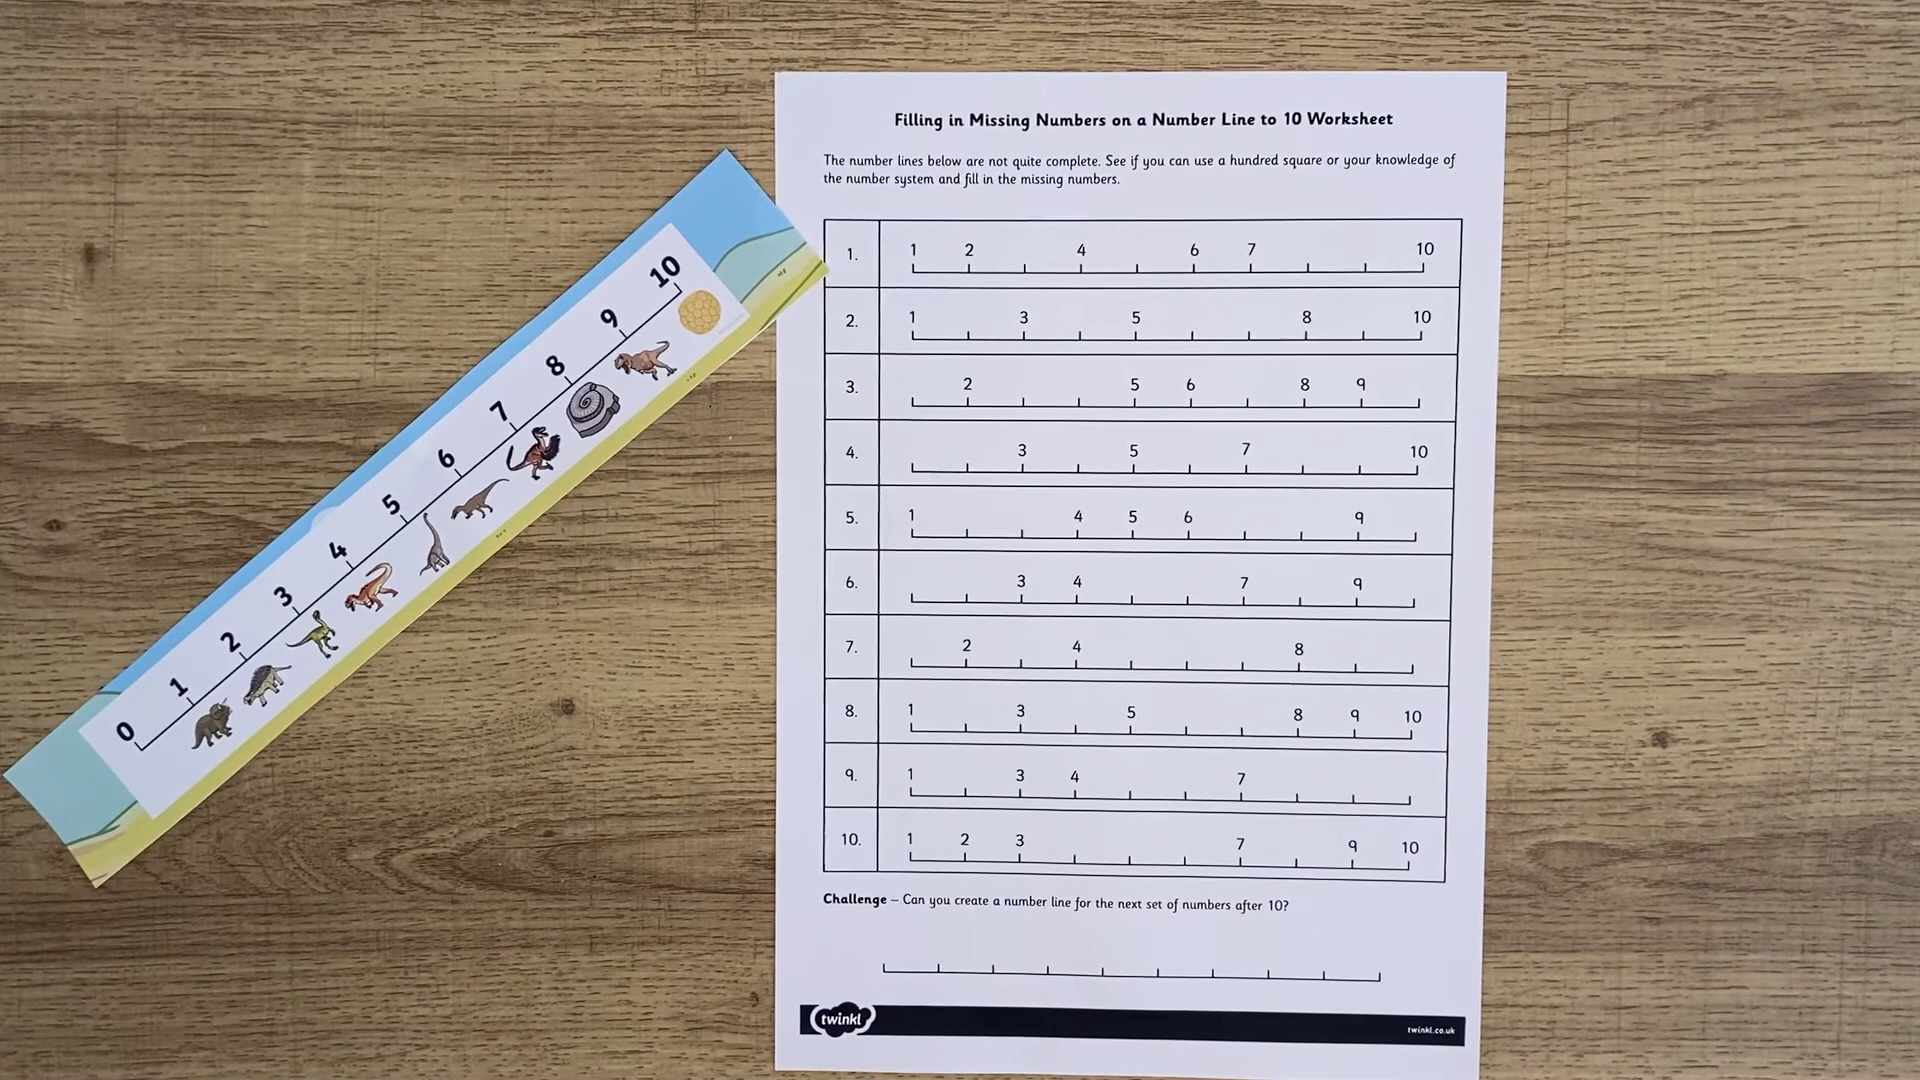 0 1 2 3 4 5 6 7 8 9 10
Filling in Missing Numbers on a Number Line to 10 Worksheet
The number lines below are not quite complete. See if you can use a hundred square or your knowledge of
the number system and fill in the missing numbers.
1. 1 2 4 6 7 10
2. 1 3 5 8 10
3. 2 5 6 8 9
4. 3 5 7 10
5. 1 4 5 6 9
6. 3 4 7 9
7. 2 4 8
8. 1 3 5 8 9 10
9. 1 3 4 7
10. 1 2 3 7 9 10
Challenge – Can you create a number line for the next set of numbers after 10?
twinkl
twinkl.co.uk